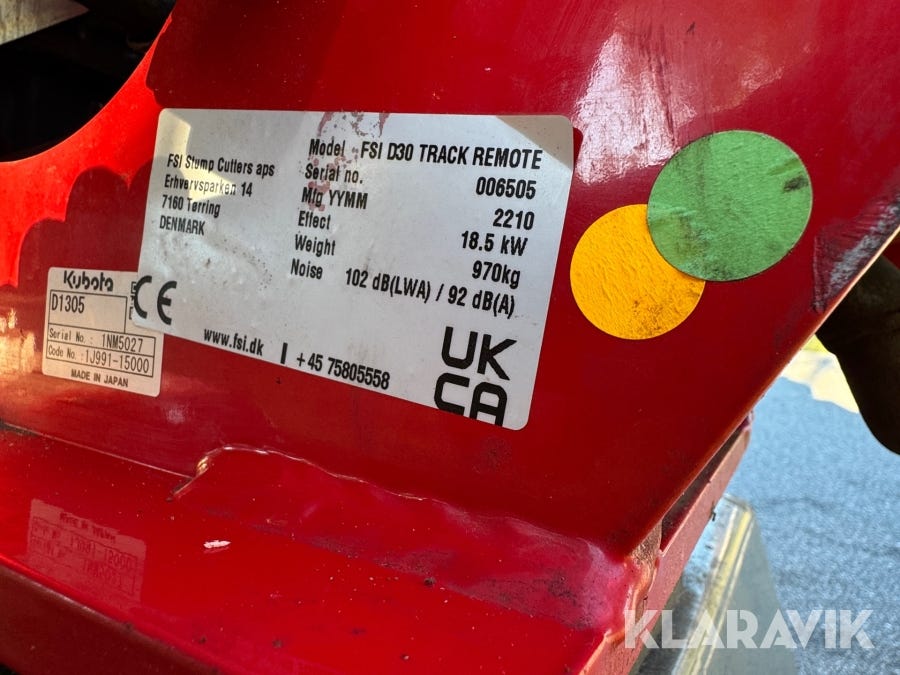 FSI Stump Cutters aps
Erhvervsparken 14
7160 Tørring
DENMARK
Model FSI D30 TRACK REMOTE
Serial no. 006505
Mfg YYMM 2210
Effect 18.5 kW
Weight 970kg
Noise 102 dB(LWA) / 92 dB(A)
CE
www.fsi.dk | +45 75805558
UK
CA
Kubota
D1305
Serial No.: 1NM5027
Code No.: 1J991-15000
MADE IN JAPAN
KLARAVIK